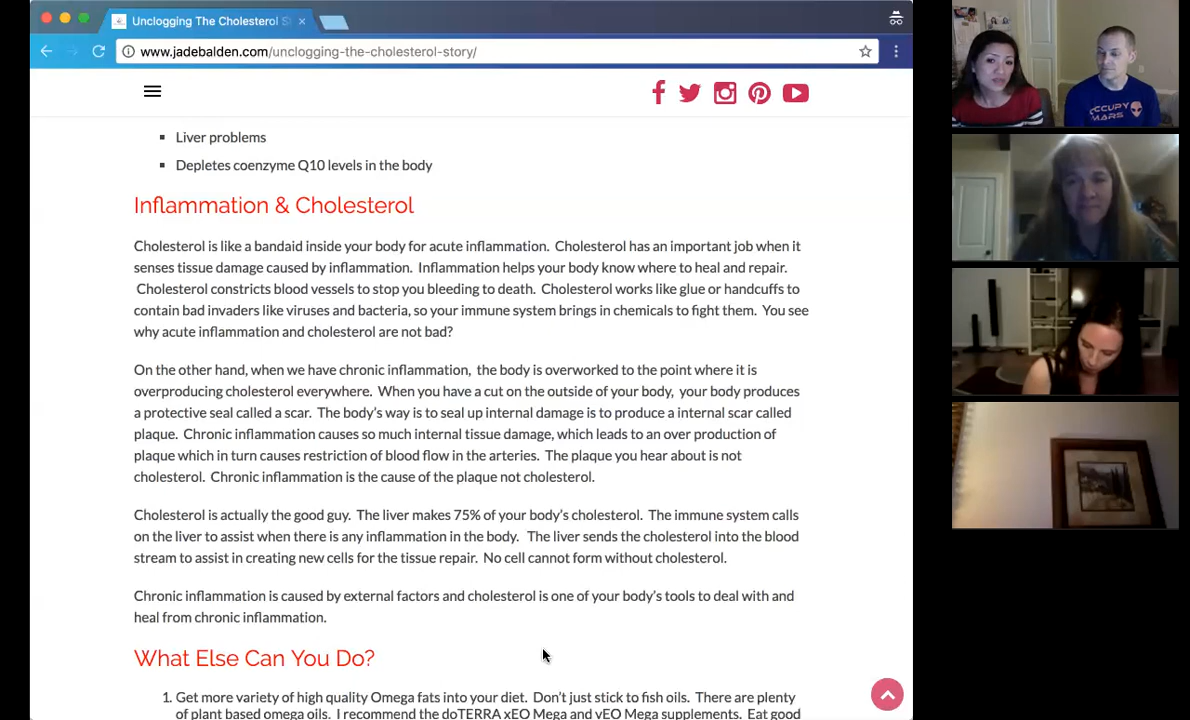 Unclogging The Cholesterol S
www.jadebalden.com/unclogging-the-cholesterol-story/
Liver problems
Depletes coenzyme Q10 levels in the body
Inflammation & Cholesterol
Cholesterol is like a bandaid inside your body for acute inflammation. Cholesterol has an important job when it
senses tissue damage caused by inflammation. Inflammation helps your body know where to heal and repair.
Cholesterol constricts blood vessels to stop you bleeding to death. Cholesterol works like glue or handcuffs to
contain bad invaders like viruses and bacteria, so your immune system brings in chemicals to fight them. You see
why acute inflammation and cholesterol are not bad?
On the other hand, when we have chronic inflammation, the body is overworked to the point where it is
overproducing cholesterol everywhere. When you have a cut on the outside of your body, your body produces
a protective seal called a scar. The body's way is to seal up internal damage is to produce a internal scar called
plaque. Chronic inflammation causes so much internal tissue damage, which leads to an over production of
plaque which in turn causes restriction of blood flow in the arteries. The plaque you hear about is not
cholesterol. Chronic inflammation is the cause of the plaque not cholesterol.
Cholesterol is actually the good guy. The liver makes 75% of your body's cholesterol. The immune system calls
on the liver to assist when there is any inflammation in the body. The liver sends the cholesterol into the blood
stream to assist in creating new cells for the tissue repair. No cell cannot form without cholesterol.
Chronic inflammation is caused by external factors and cholesterol is one of your body's tools to deal with and
heal from chronic inflammation.
What Else Can You Do?
1. Get more variety of high quality Omega fats into your diet. Don't just stick to fish oils. There are plenty
of plant based omega oils. I recommend the doTERRA xEO Mega and vEO Mega supplements. Eat good
OCCUPY
MARS